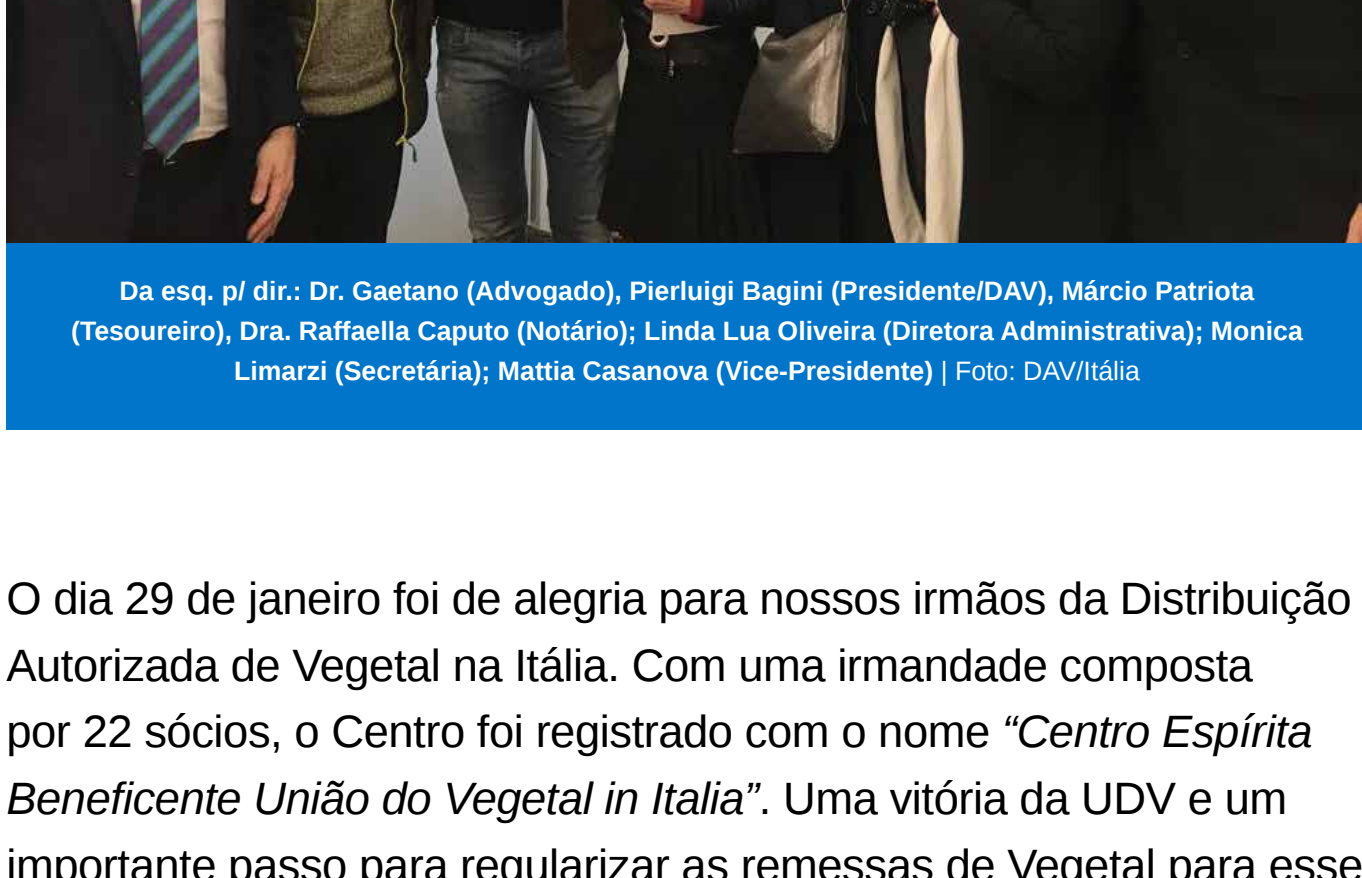 Da esq. p/ dir.: Dr. Gaetano (Advogado), Pierluigi Bagini (Presidente/DAV), Márcio Patriota
(Tesoureiro), Dra. Raffaella Caputo (Notário); Linda Lua Oliveira (Diretora Administrativa); Monica
Limarzi (Secretária); Mattia Casanova (Vice-Presidente) | Foto: DAV/Itália
O dia 29 de janeiro foi de alegria para nossos irmãos da Distribuição
Autorizada de Vegetal na Itália. Com uma irmandade composta
por 22 sócios, o Centro foi registrado com o nome “Centro Espírita
Beneficente União do Vegetal in Italia”. Uma vitória da UDV e um
importante passo para regularizar as remessas de Vegetal para esse